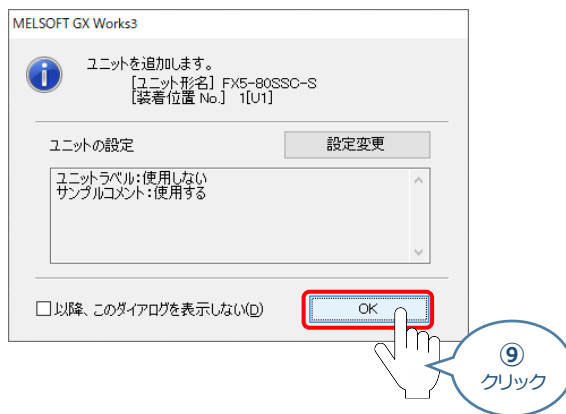 MELSOFT GX Works3
ユニットを追加します。
[ユニット形名] FX5-80SSC-S
[装着位置 No.] 1[U1]
ユニットの設定
設定変更
ユニットラベル:使用しない
サンプルコメント:使用する
以降、このダイアログを表示しない(D)
OK
⑨
クリック